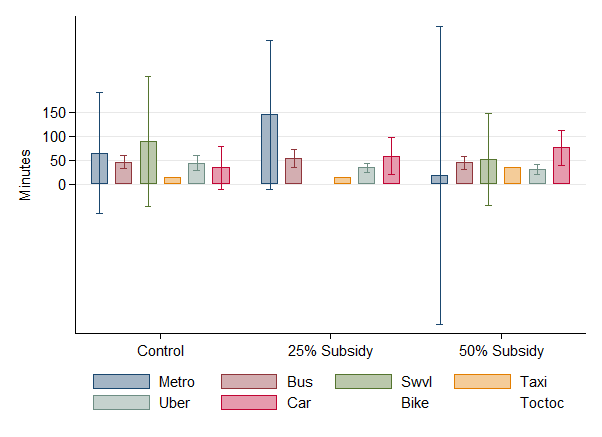 150
100
50
0
Minutes
Control 25% Subsidy 50% Subsidy
Metro Bus Swvl Taxi
Uber Car Bike Toctoc